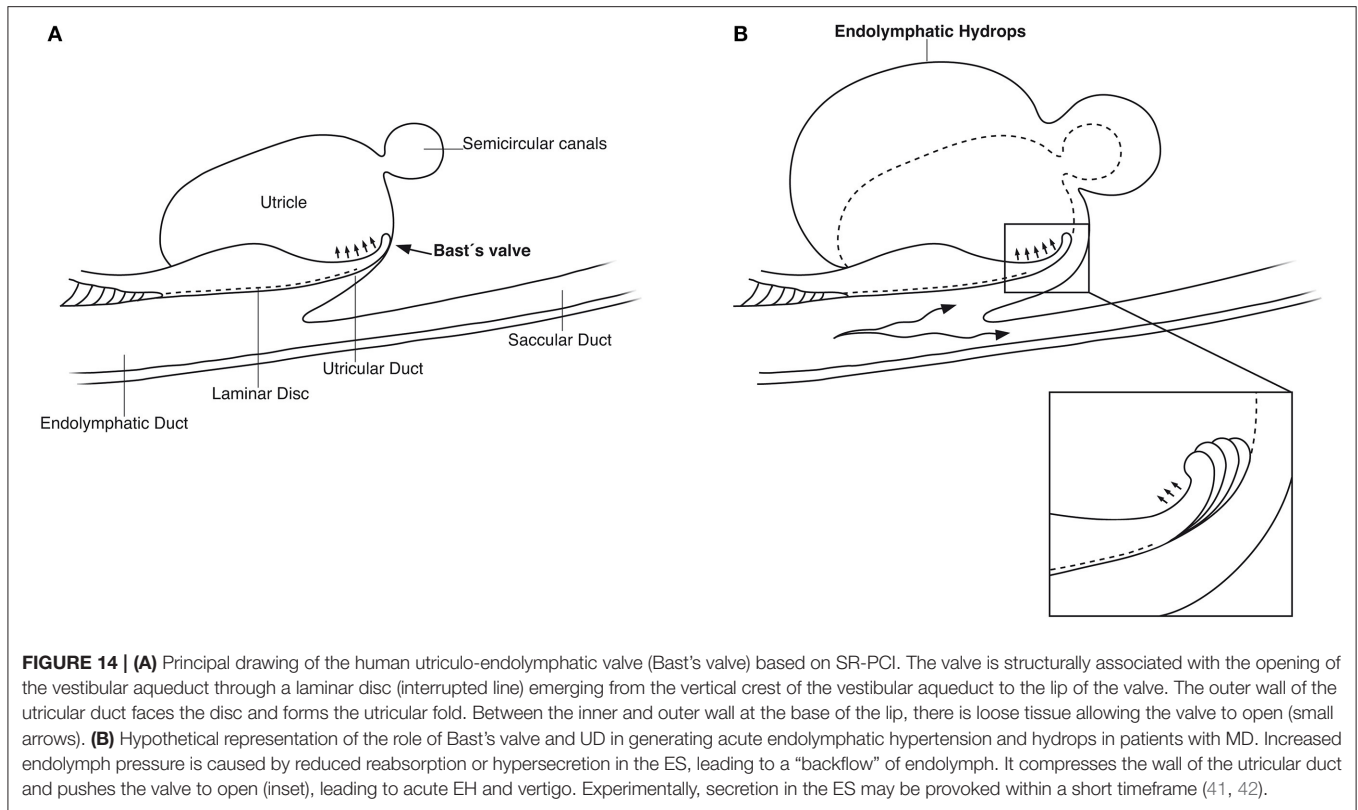 A
B
Endolymphatic Hydrops
Semicircular canals
Utricle
Bast´s valve
Saccular Duct
Utricular Duct
Laminar Disc
Endolymphatic Duct
FIGURE 14 | (A) Principal drawing of the human utriculo-endolymphatic valve (Bast's valve) based on SR-PCI. The valve is structurally associated with the opening of
the vestibular aqueduct through a laminar disc (interrupted line) emerging from the vertical crest of the vestibular aqueduct to the lip of the valve. The outer wall of the
utricular duct faces the disc and forms the utricular fold. Between the inner and outer wall at the base of the lip, there is loose tissue allowing the valve to open (small
arrows). (B) Hypothetical representation of the role of Bast's valve and UD in generating acute endolymphatic hypertension and hydrops in patients with MD. Increased
endolymph pressure is caused by reduced reabsorption or hypersecretion in the ES, leading to a “backflow” of endolymph. It compresses the wall of the utricular duct
and pushes the valve to open (inset), leading to acute EH and vertigo. Experimentally, secretion in the ES may be provoked within a short timeframe (41, 42).